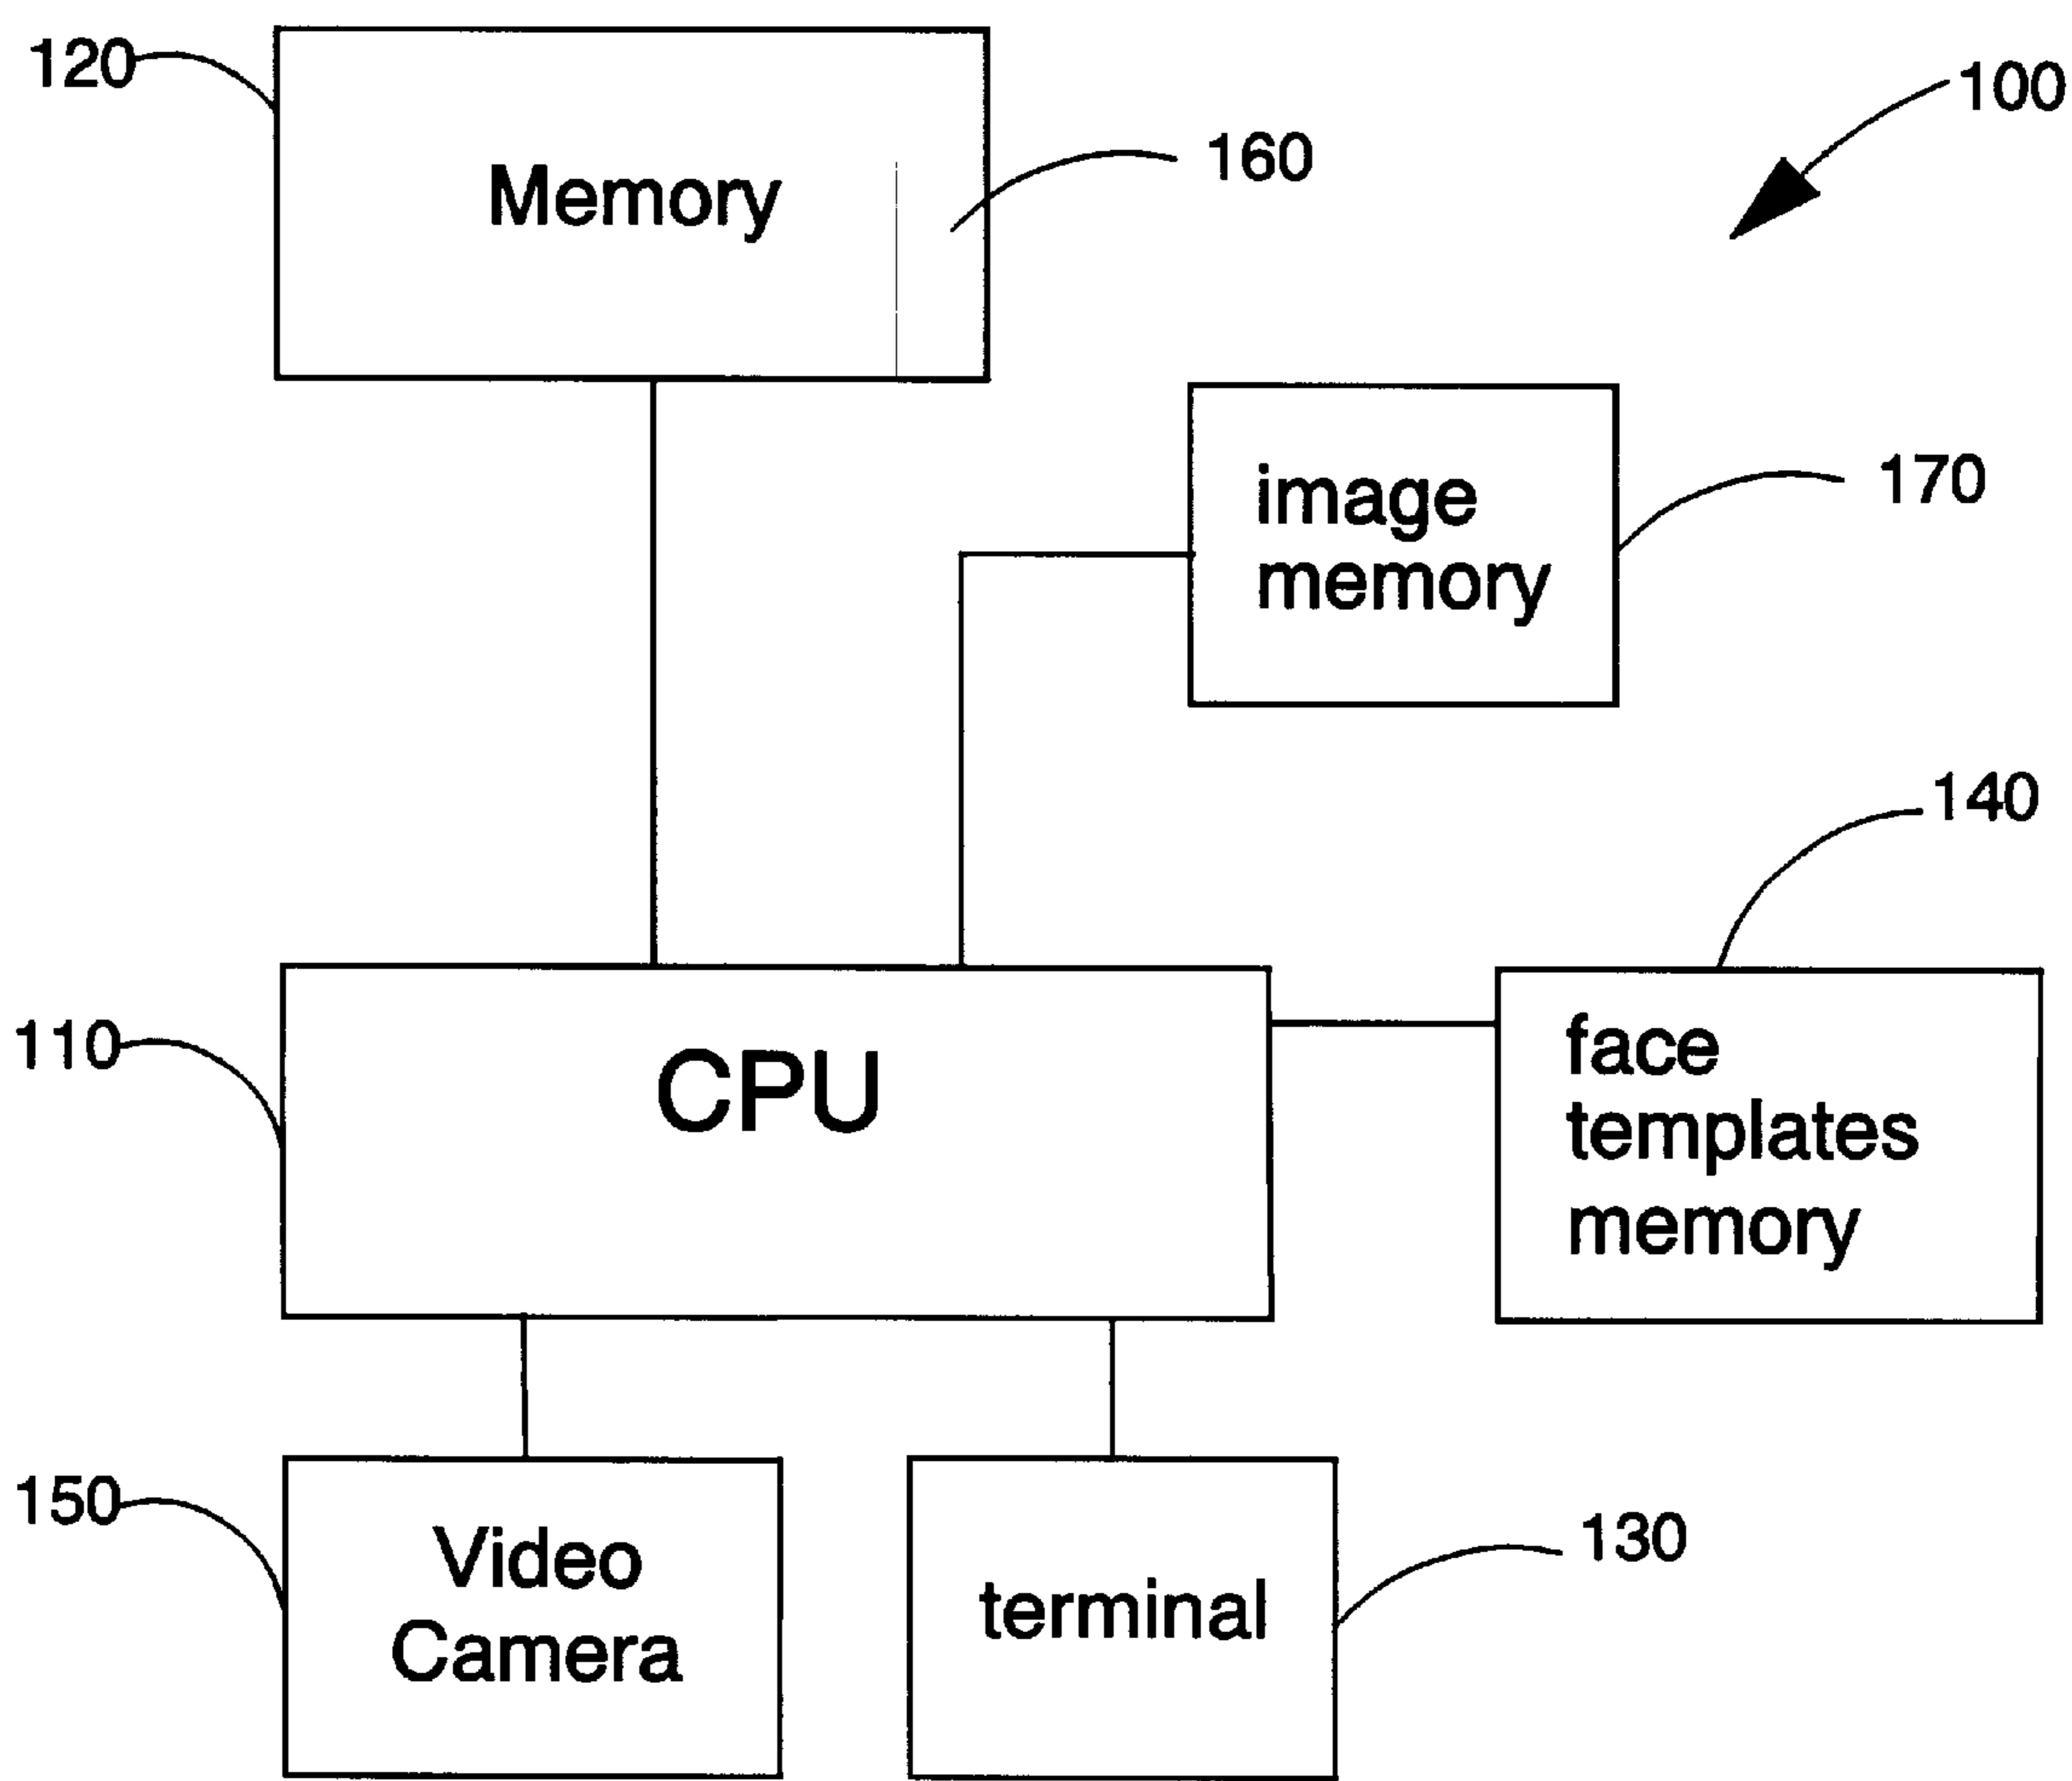 120
100
Memory
160
image
memory
170
140
110
CPU
face
templates
memory
150
Video
Camera
terminal
130